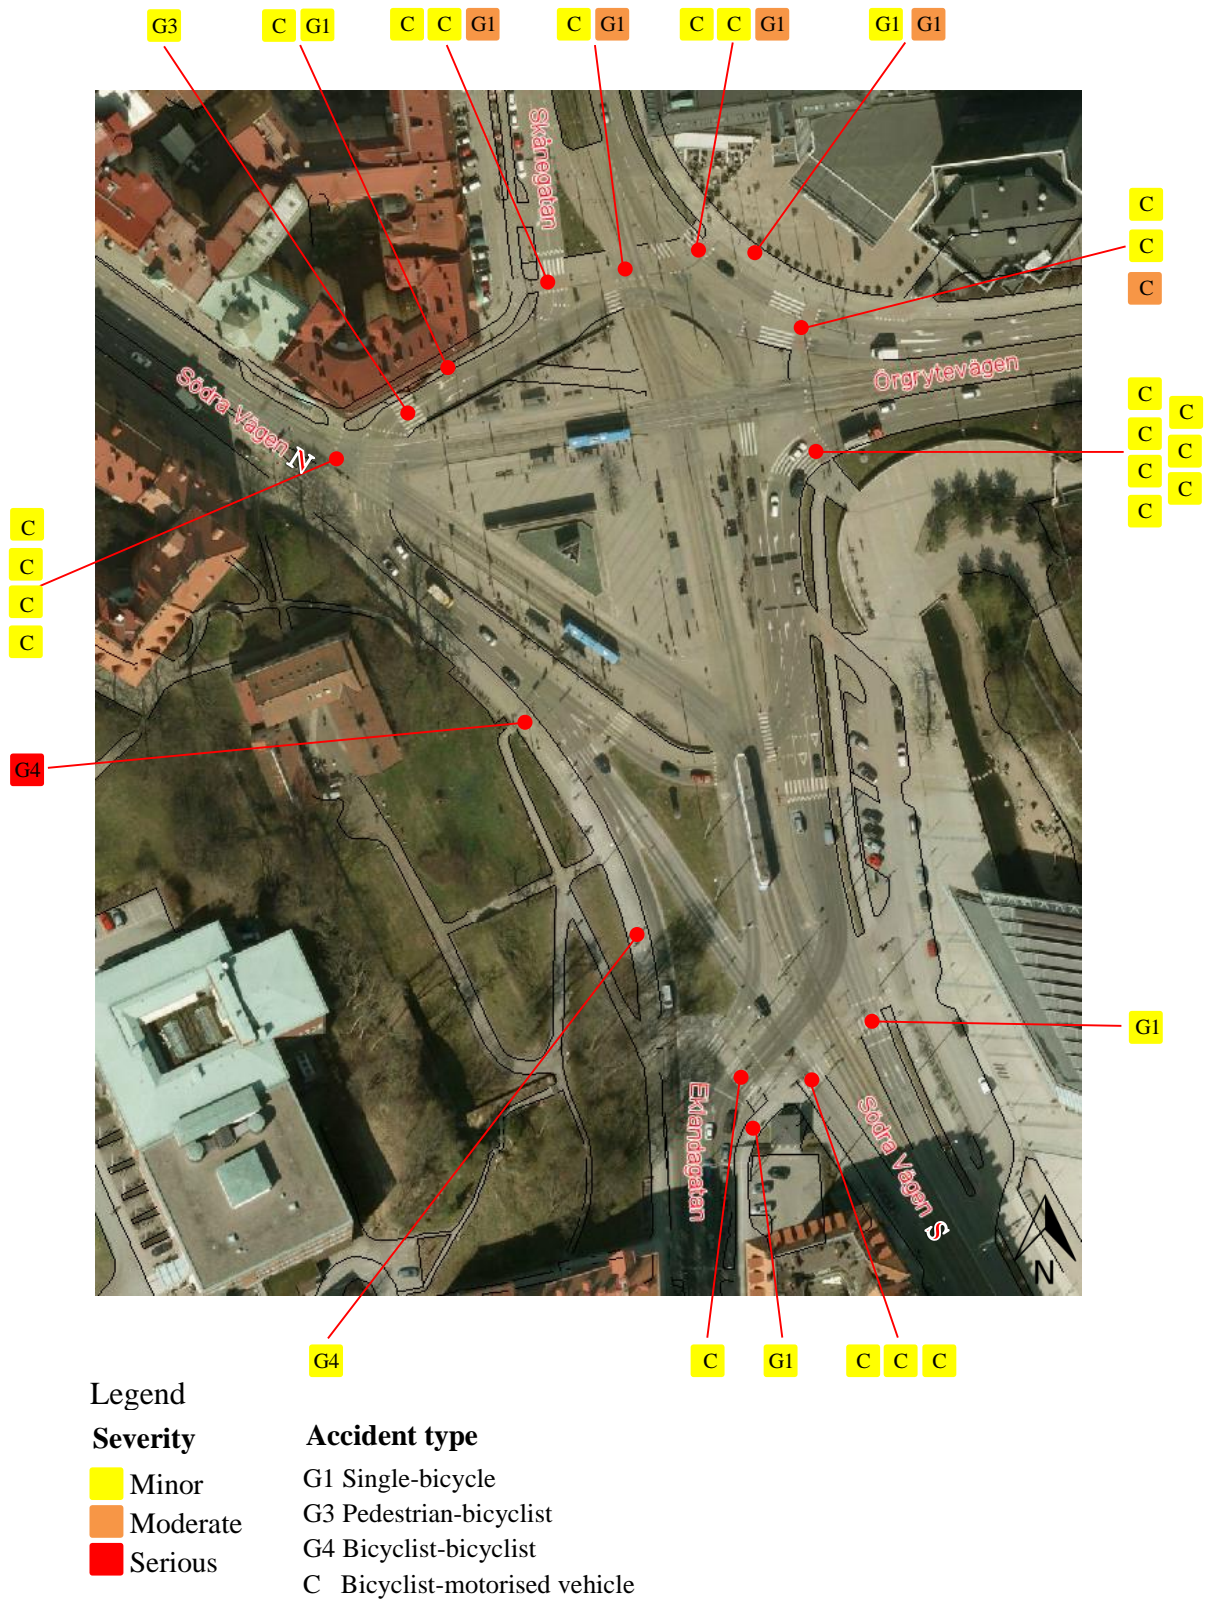 G3 C G1 C C G1 C G1 C C G1 G1 G1
Skånegatan
C
C
C
Örgrytevägen
Södra Vägen N
C
C
C
C
C
C
C
C
C
C
C
G4
G1
Eklandagatan
Södra Vägen S
N
G4 C G1 C C C
Legend
Severity
Minor
Moderate
Serious
Accident type
G1 Single-bicycle
G3 Pedestrian-bicyclist
G4 Bicyclist-bicyclist
C Bicyclist-motorised vehicle